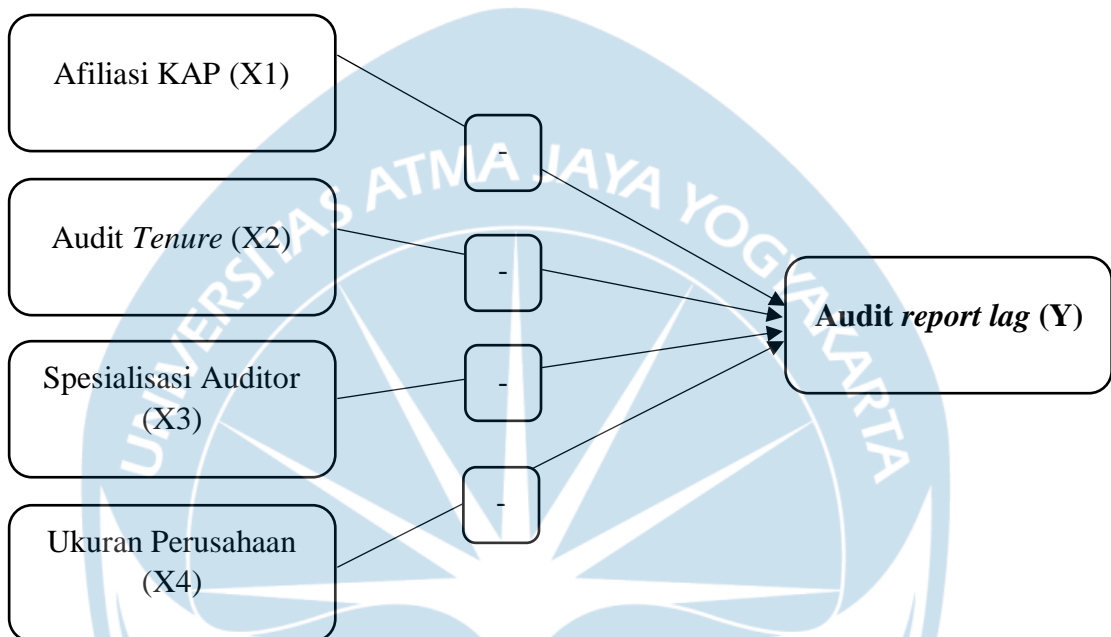 Afiliasi KAP (X1)
-
UNIVERSITAS ATMA JAYA YOGYAKARTA
Audit Tenure (X2)
-
Audit report lag (Y)
Spesialisasi Auditor
(X3)
-
Ukuran Perusahaan
(X4)
-